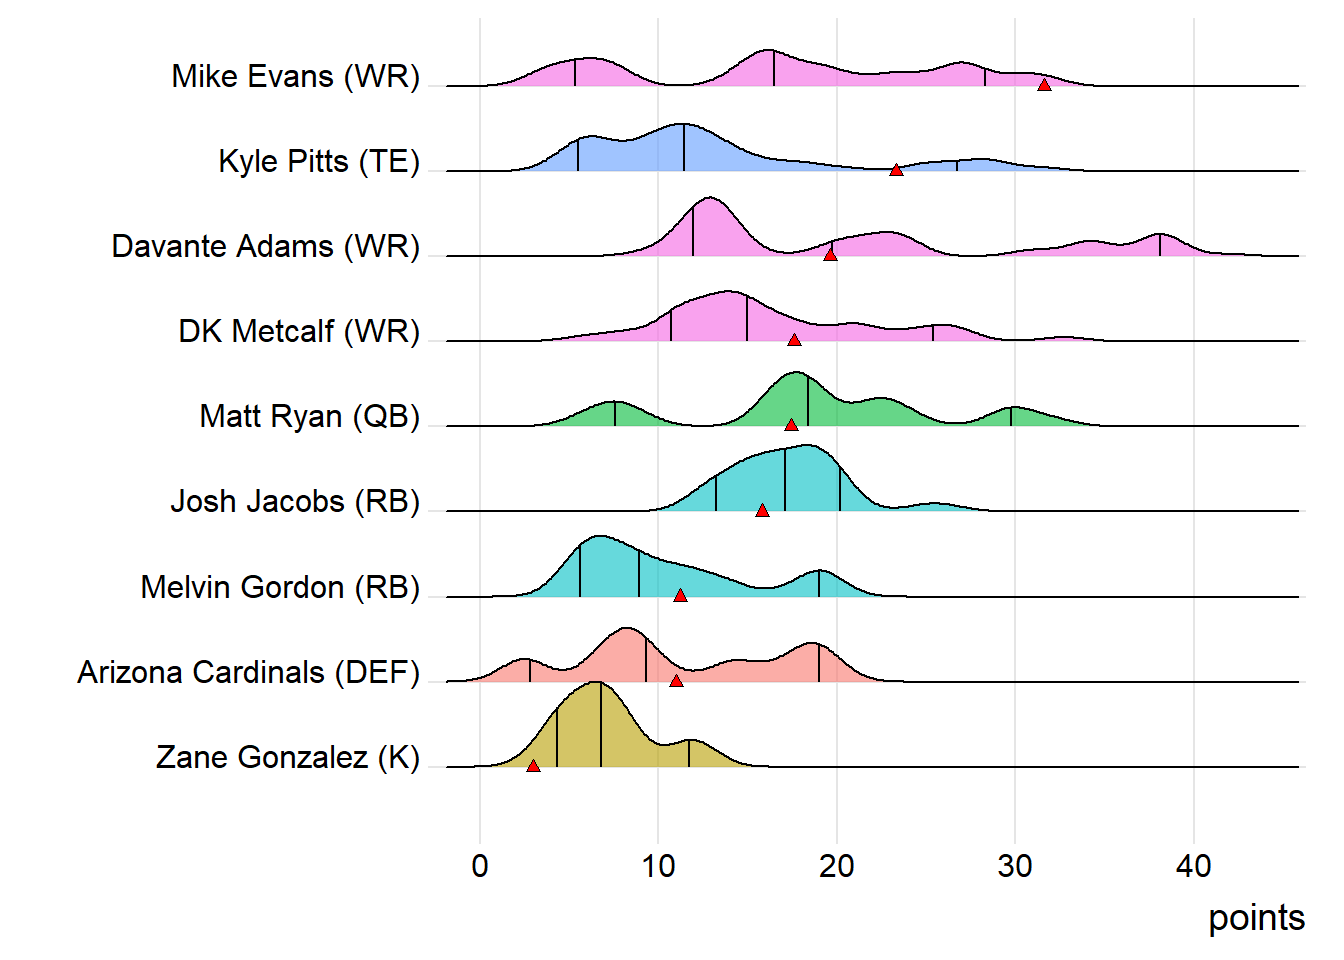 Mike Evans (WR)
Kyle Pitts (TE)
Davante Adams (WR)
DK Metcalf (WR)
Matt Ryan (QB)
Josh Jacobs (RB)
Melvin Gordon (RB)
Arizona Cardinals (DEF)
Zane Gonzalez (K)
0 10 20 30 40
points